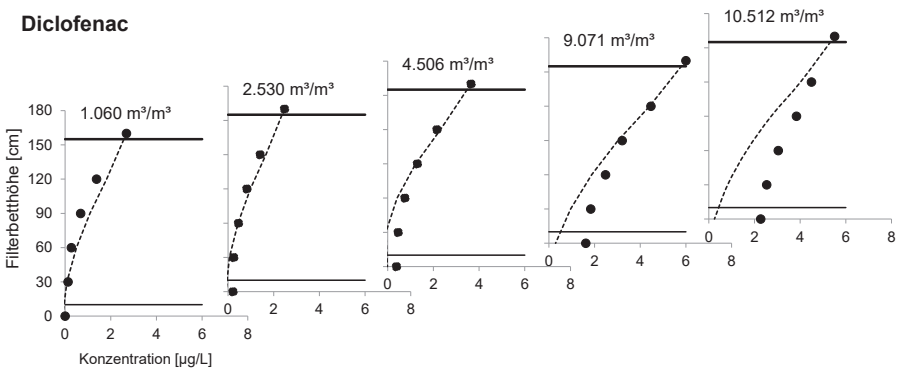 Diclofenac
1.060 m³/m³
2.530 m³/m³
4.506 m³/m³
9.071 m³/m³
10.512 m³/m³
Filterbetthöhe [cm]
180
150
120
90
60
30
0
0 2 4 6 8
0 2 4 6 8
0 2 4 6 8
0 2 4 6 8
0 2 4 6 8
Konzentration [µg/L]